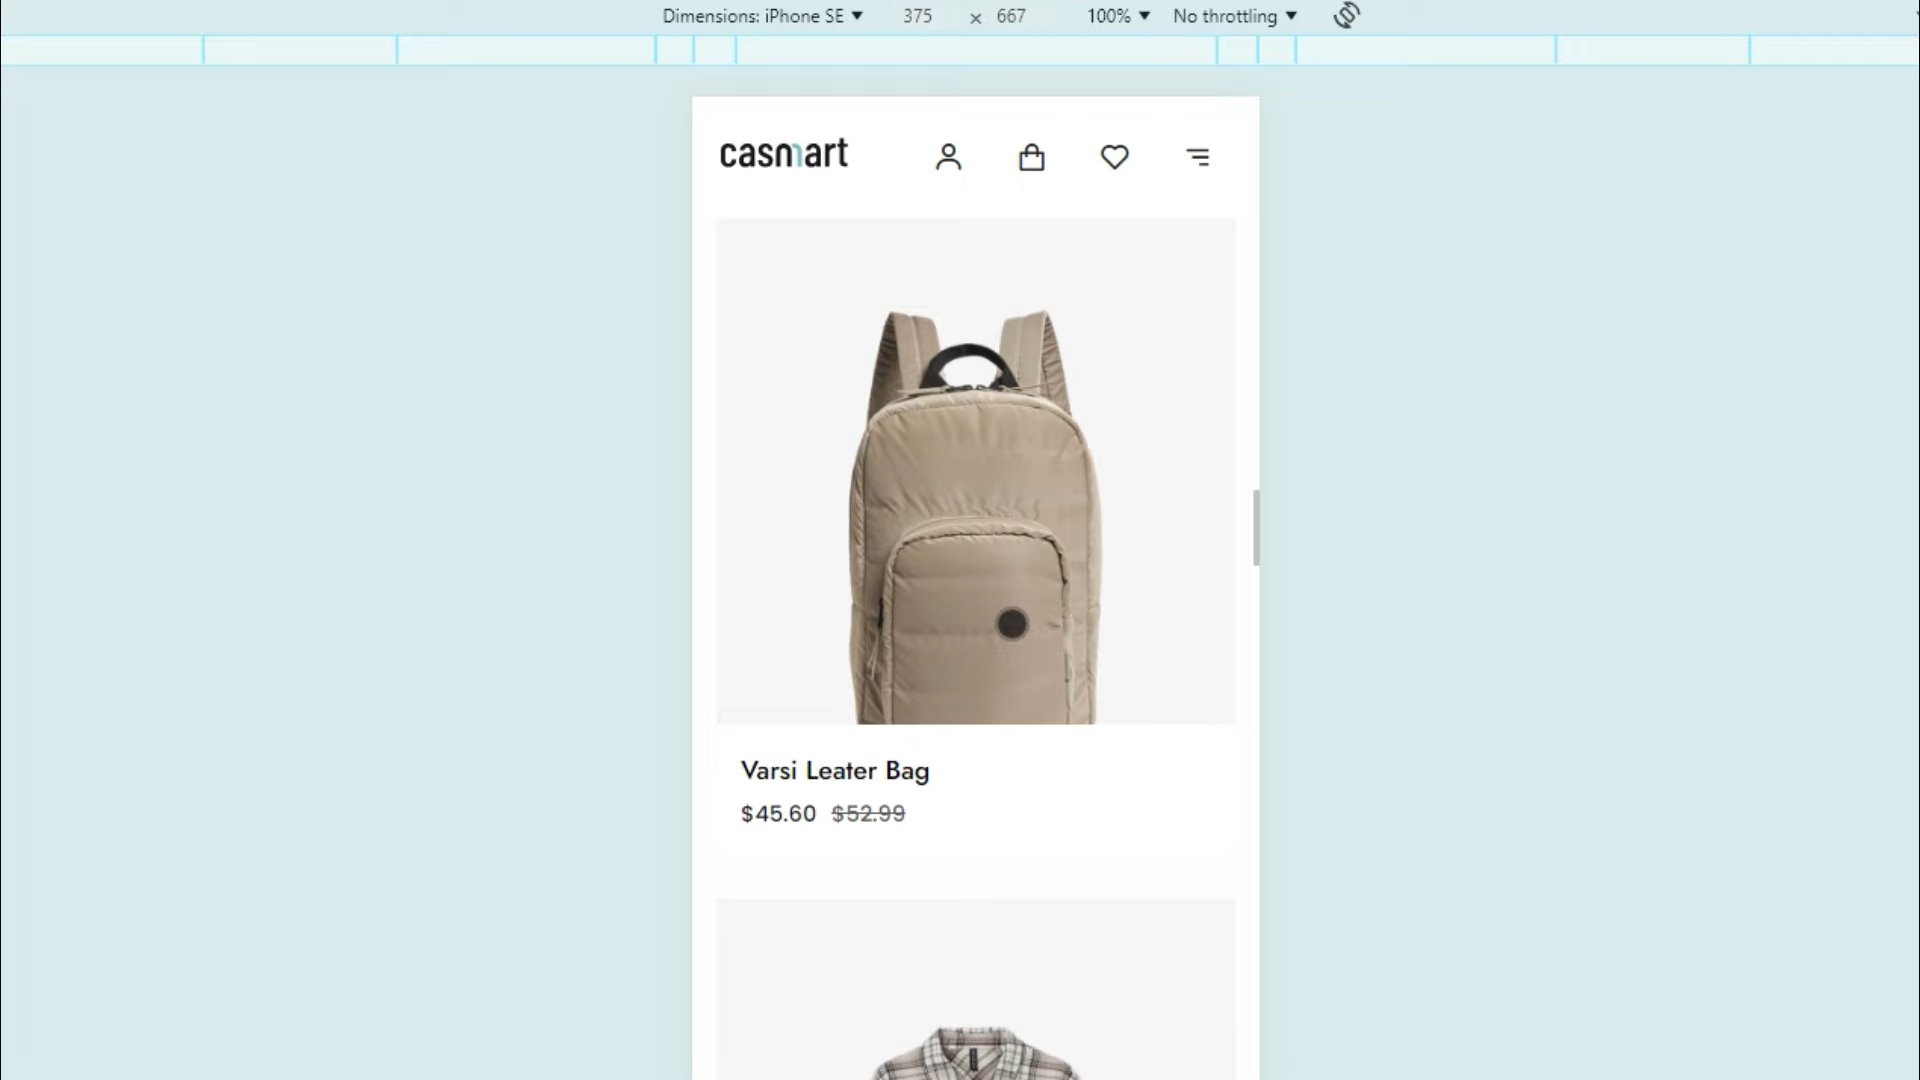 Dimensions: iPhone SE ▼ 375 × 667 100% ▼ No throttling ▼
casmart
Varsi Leater Bag
$45.60 $52.99